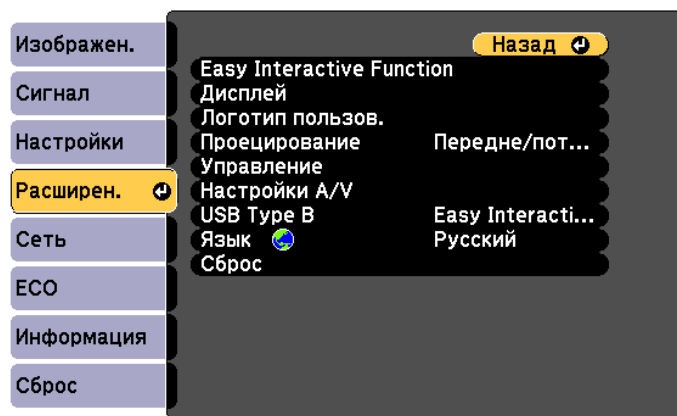 Изображен.
Сигнал
Настройки
Расширен.
Сеть
ECO
Информация
Сброс
Назад
Easy Interactive Function
Дисплей
Логотип пользов.
Проецирование Передне/пот...
Управление
Настройки A/V
USB Type B Easy Interacti...
Язык Русский
Сброс